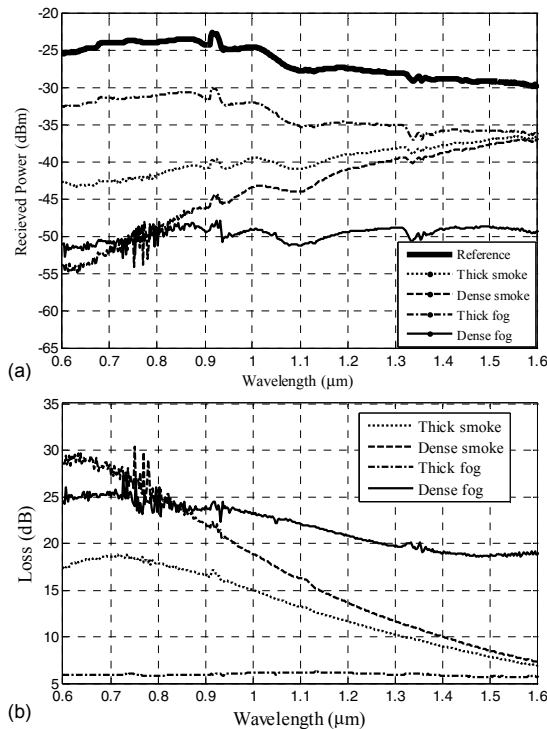 -20
-25
-30
-35
-40
-45
-50
-55
-60
-65
Recieved Power (dBm)
Reference
Thick smoke
Dense smoke
Thick fog
Dense fog
0.6 0.7 0.8 0.9 1 1.1 1.2 1.3 1.4 1.5 1.6
(a) Wavelength (μm)
35
30
25
20
15
10
5
Loss (dB)
Thick smoke
Dense smoke
Thick fog
Dense fog
0.6 0.7 0.8 0.9 1 1.1 1.2 1.3 1.4 1.5 1.6
(b) Wavelength (μm)